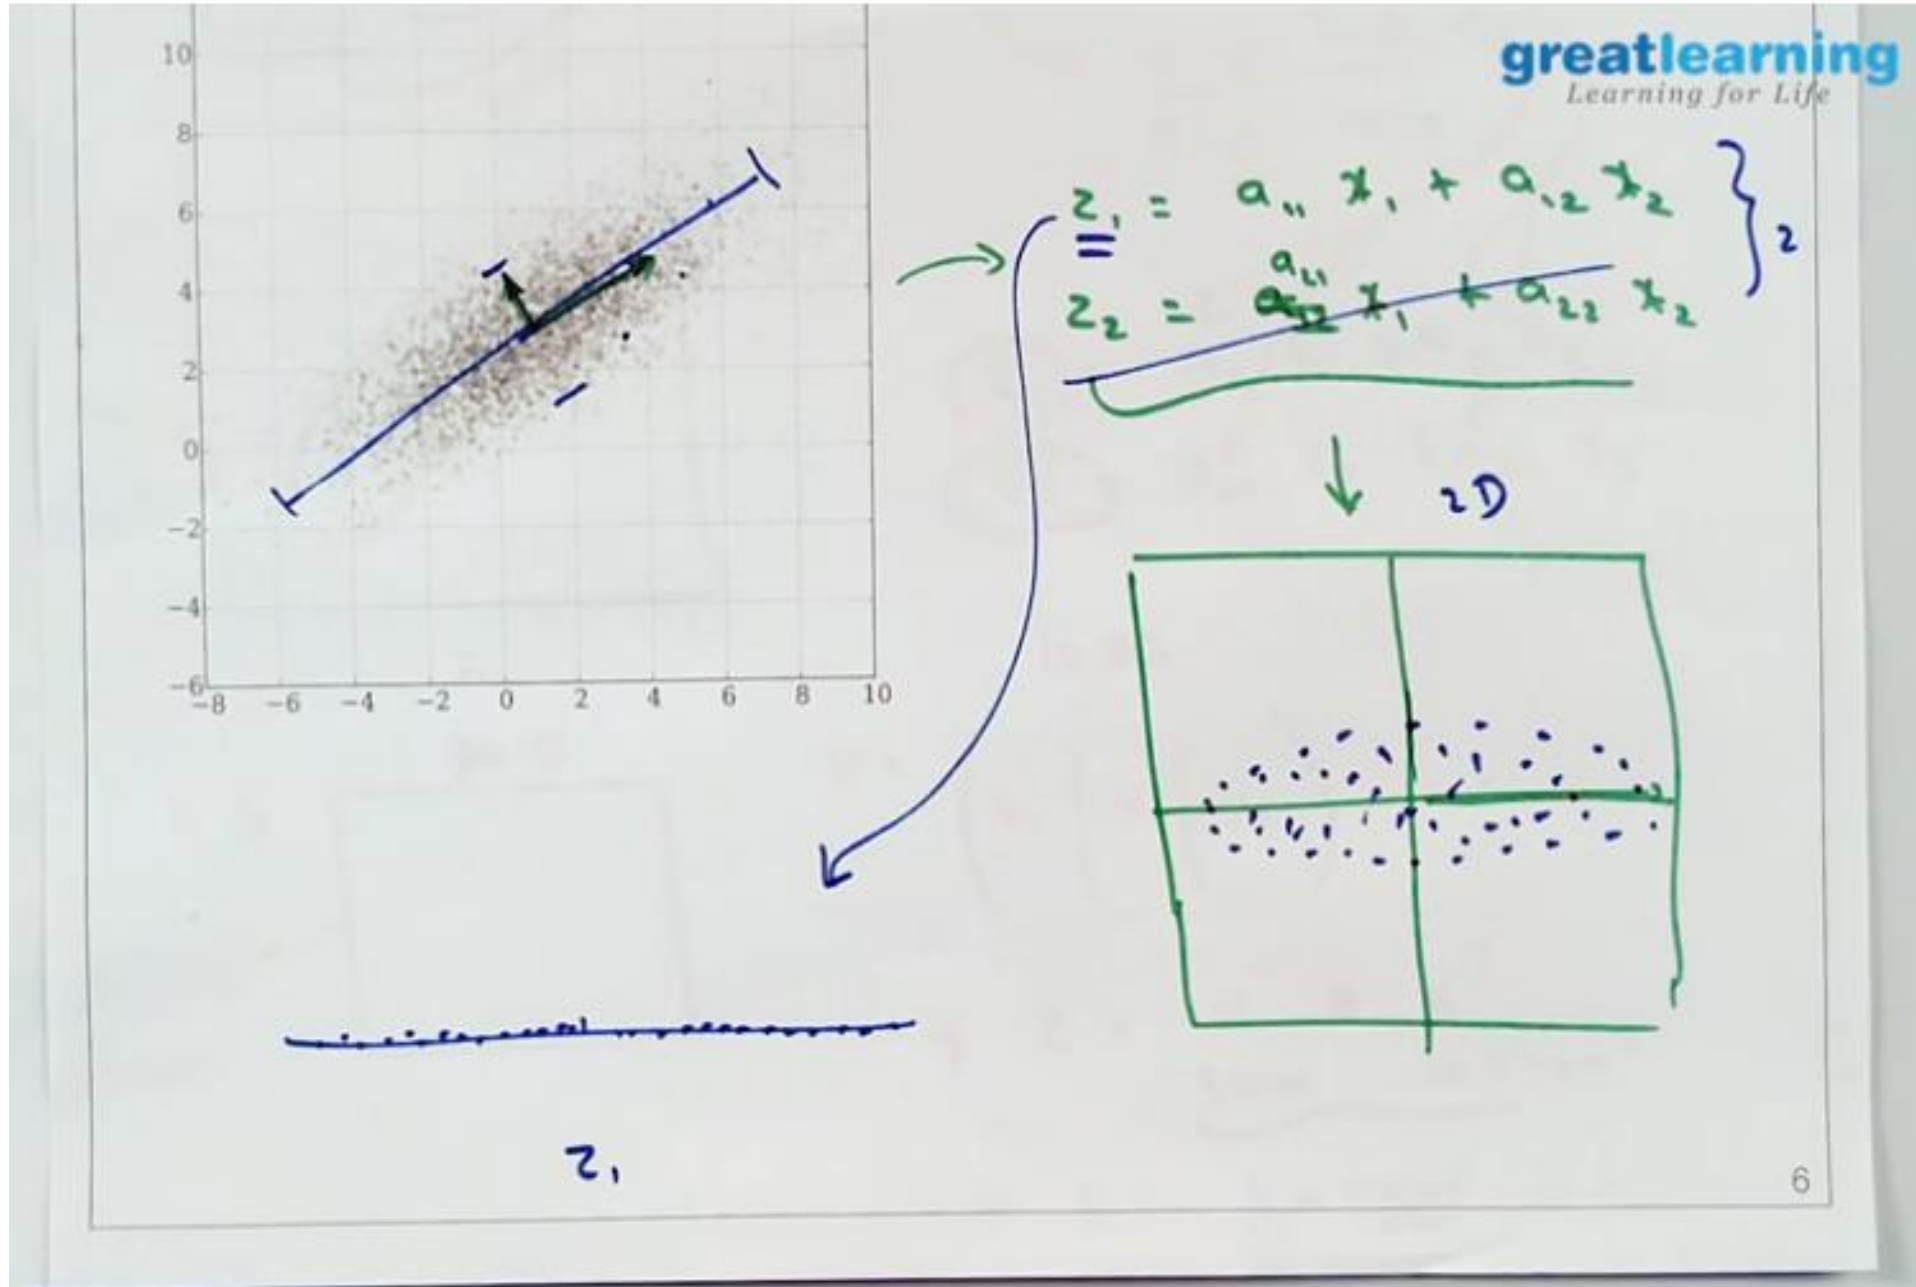 greatlearning
Learning for Life
10
8
6
4
2
0
−2
−4
−6
−8 −6 −4 −2 0 2 4 6 8 10
z₁ = a₁₁ x₁ + a₁₂ x₂
a₂₁
z₂ = x₁ + a₂₂ x₂
2
2D
z₁
6